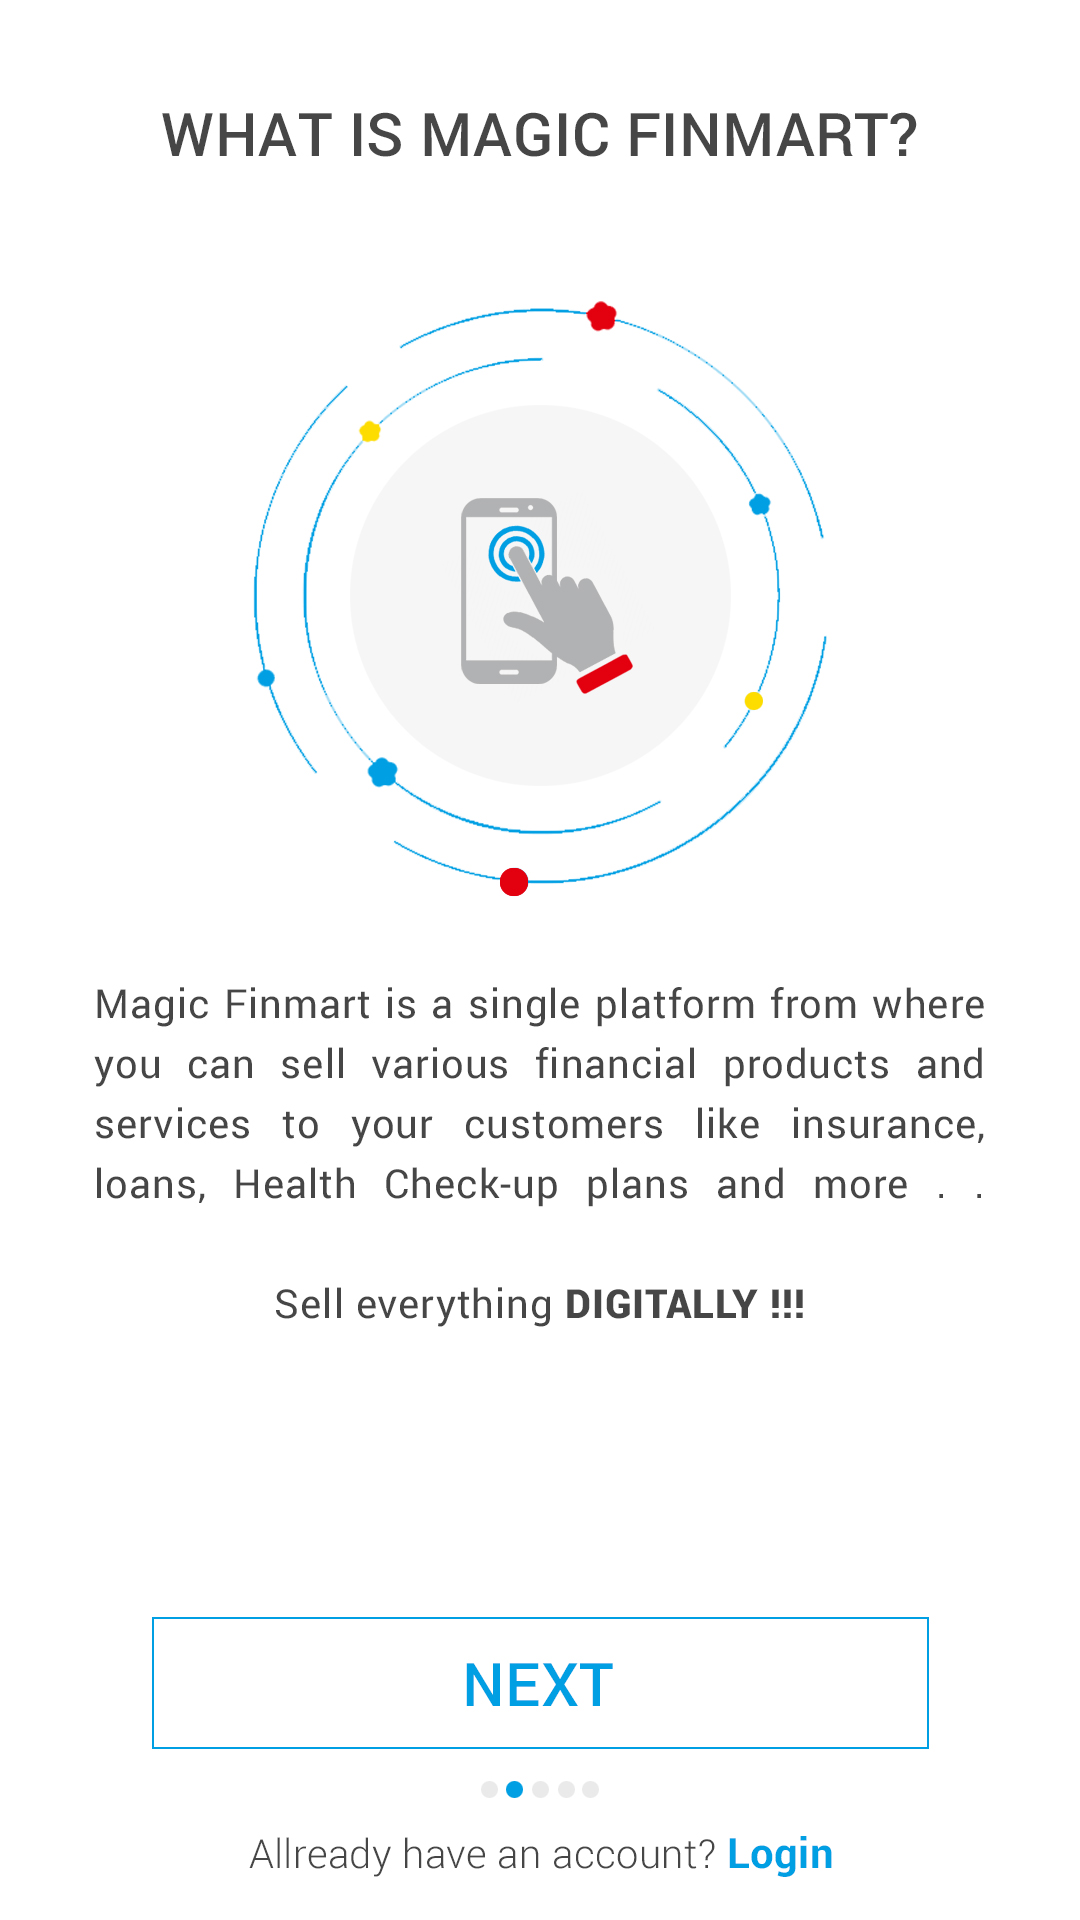 WHAT IS MAGIC FINMART?
Magic Finmart is a single platform from where
you can sell various financial products and
services to your customers like insurance,
loans, Health Check-up plans and more . .
Sell everything DIGITALLY !!!
NEXT
Allready have an account? Login